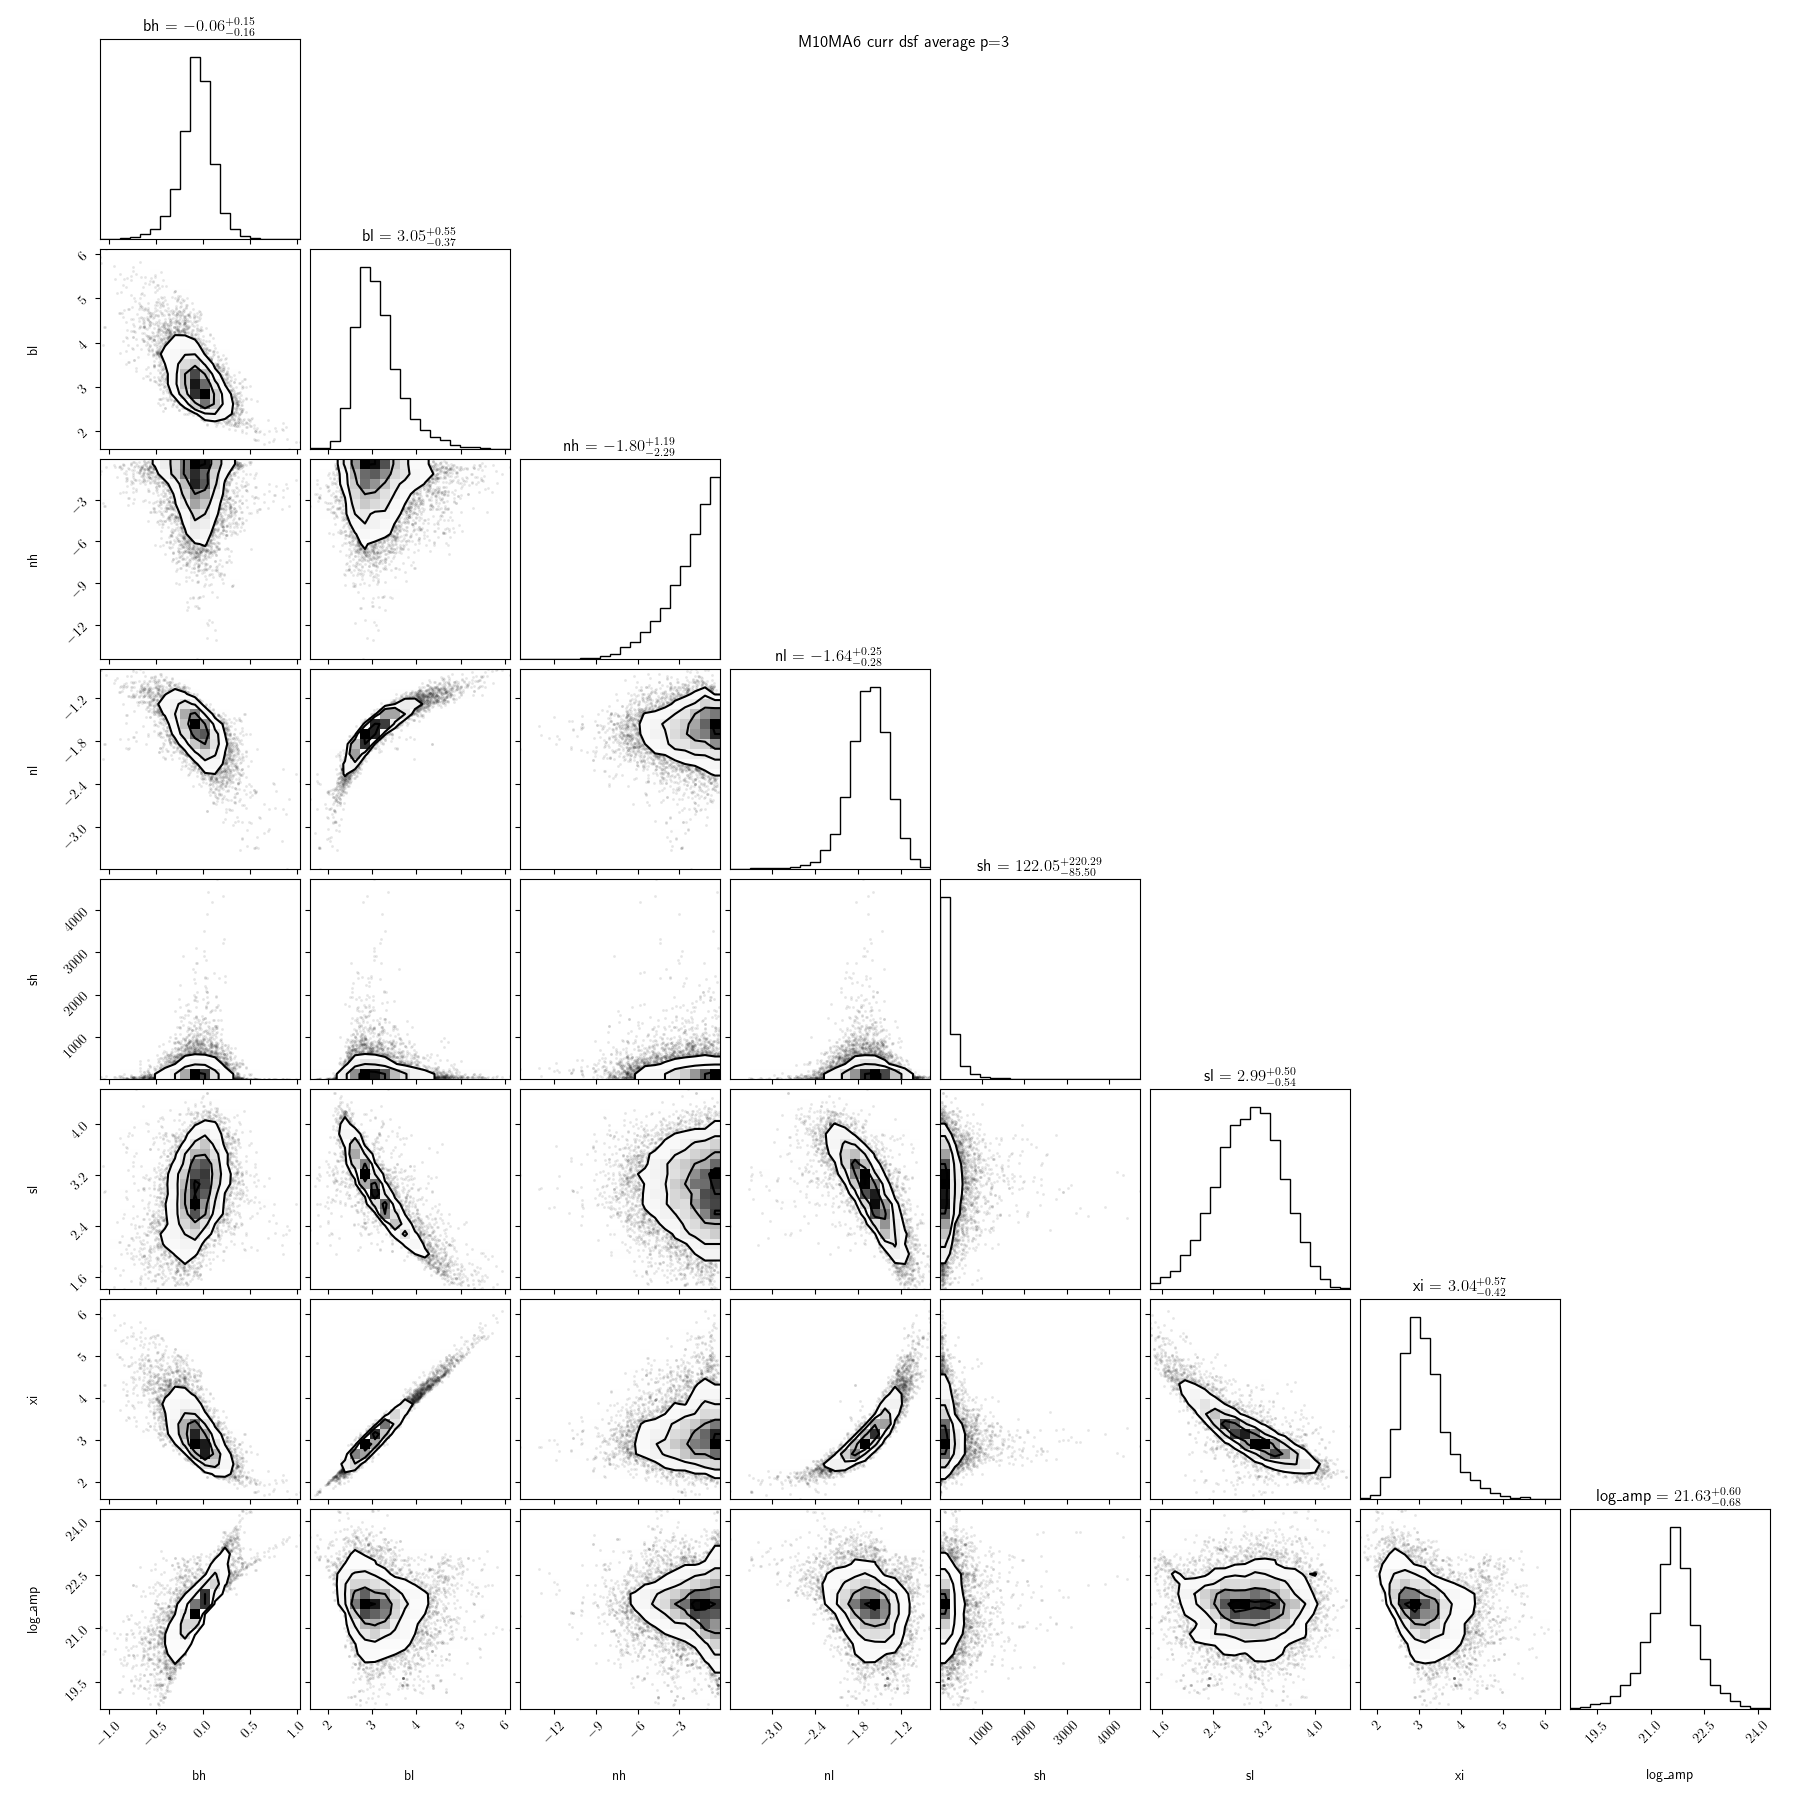 M10MA6 curr dsf average p=3
bh = −0.06+0.15−0.16
bl = 3.05+0.55−0.37
6
5
4
3
2
bl
nh = −1.80+1.19−2.29
−3
−6
−9
−12
nh
nl = −1.64+0.25−0.28
−1.2
−1.8
−2.4
−3.0
nl
sh = 122.05+220.29−85.50
4000
3000
2000
1000
sh
sl = 2.99+0.50−0.54
4.0
3.2
2.4
1.6
sl
xi = 3.04+0.57−0.42
6
5
4
3
2
xi
log_amp = 21.63+0.60−0.68
24.0
22.5
21.0
19.5
log_amp
−1.0 −0.5 0.0 0.5 1.0 2 3 4 5 6 −12 −9 −6 −3 −3.0 −2.4 −1.8 −1.2 1000 2000 3000 4000 1.6 2.4 3.2 4.0 2 3 4 5 6 19.5 21.0 22.5 24.0
bh bl nh nl sh sl xi log_amp